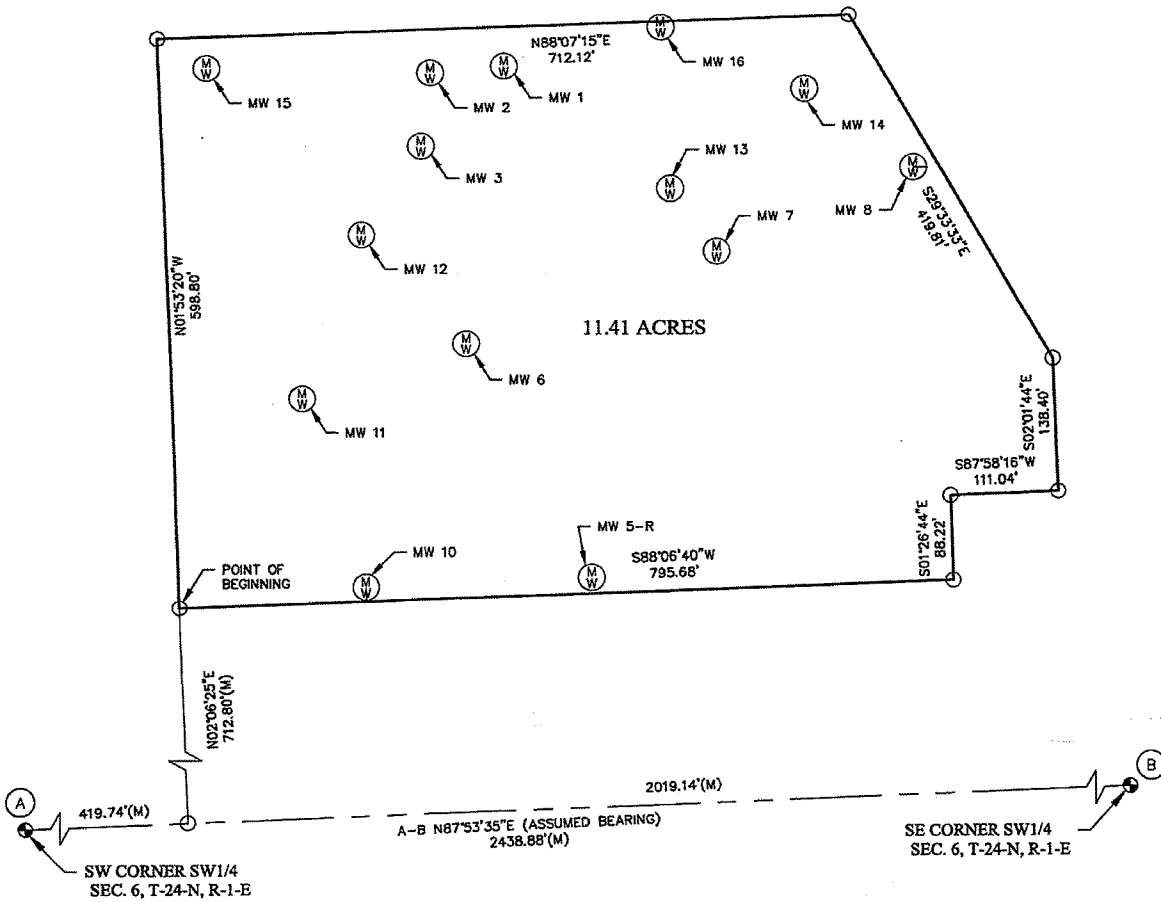 N88°07'15"E
712.12'
MW 16
MW 15
MW 2
MW 1
MW 14
MW 3
MW 13
MW 8
S29°33'33"E
419.81'
MW 7
MW 12
N01°53'20"W
598.80'
11.41 ACRES
MW 6
MW 11
S02°01'44"E
138.40'
S87°58'16"W
111.04'
S01°26'44"E
88.22'
MW 5-R
S88°06'40"W
795.68'
MW 10
POINT OF
BEGINNING
N02°06'25"E
712.80'(M)
A
419.74'(M)
2019.14'(M)
B
A-B N87°53'35"E (ASSUMED BEARING)
2438.88'(M)
SW CORNER SW1/4
SEC. 6, T-24-N, R-1-E
SE CORNER SW1/4
SEC. 6, T-24-N, R-1-E
M
W
M
W
M
W
M
W
M
W
M
W
M
W
M
W
M
W
M
W
M
W
M
W
M
W
M
W